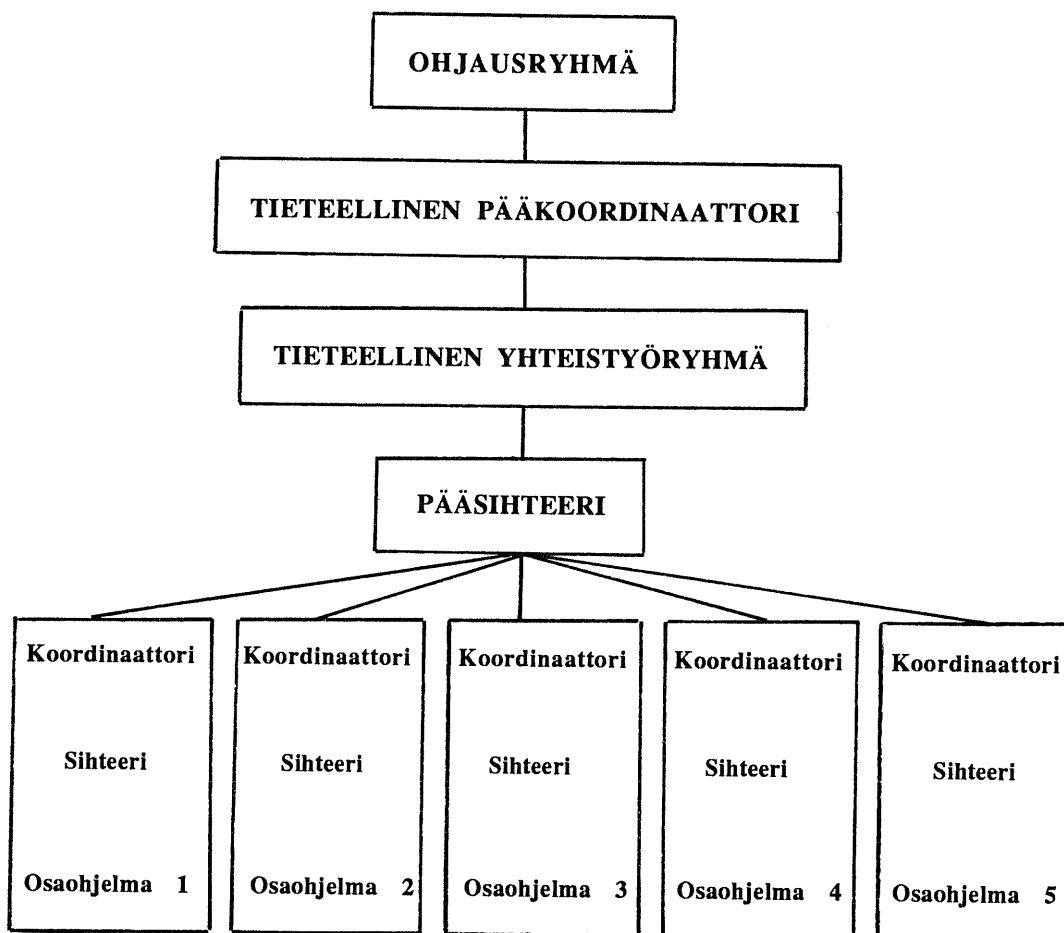 OHJAUSRYHMÄ
TIETEELLINEN PÄÄKOORDINAATTORI
TIETEELLINEN YHTEISTYÖRYHMÄ
PÄÄSIHTEERI
Koordinaattori
Sihteeri
Osaohjelma 1
Koordinaattori
Sihteeri
Osaohjelma 2
Koordinaattori
Sihteeri
Osaohjelma 3
Koordinaattori
Sihteeri
Osaohjelma 4
Koordinaattori
Sihteeri
Osaohjelma 5